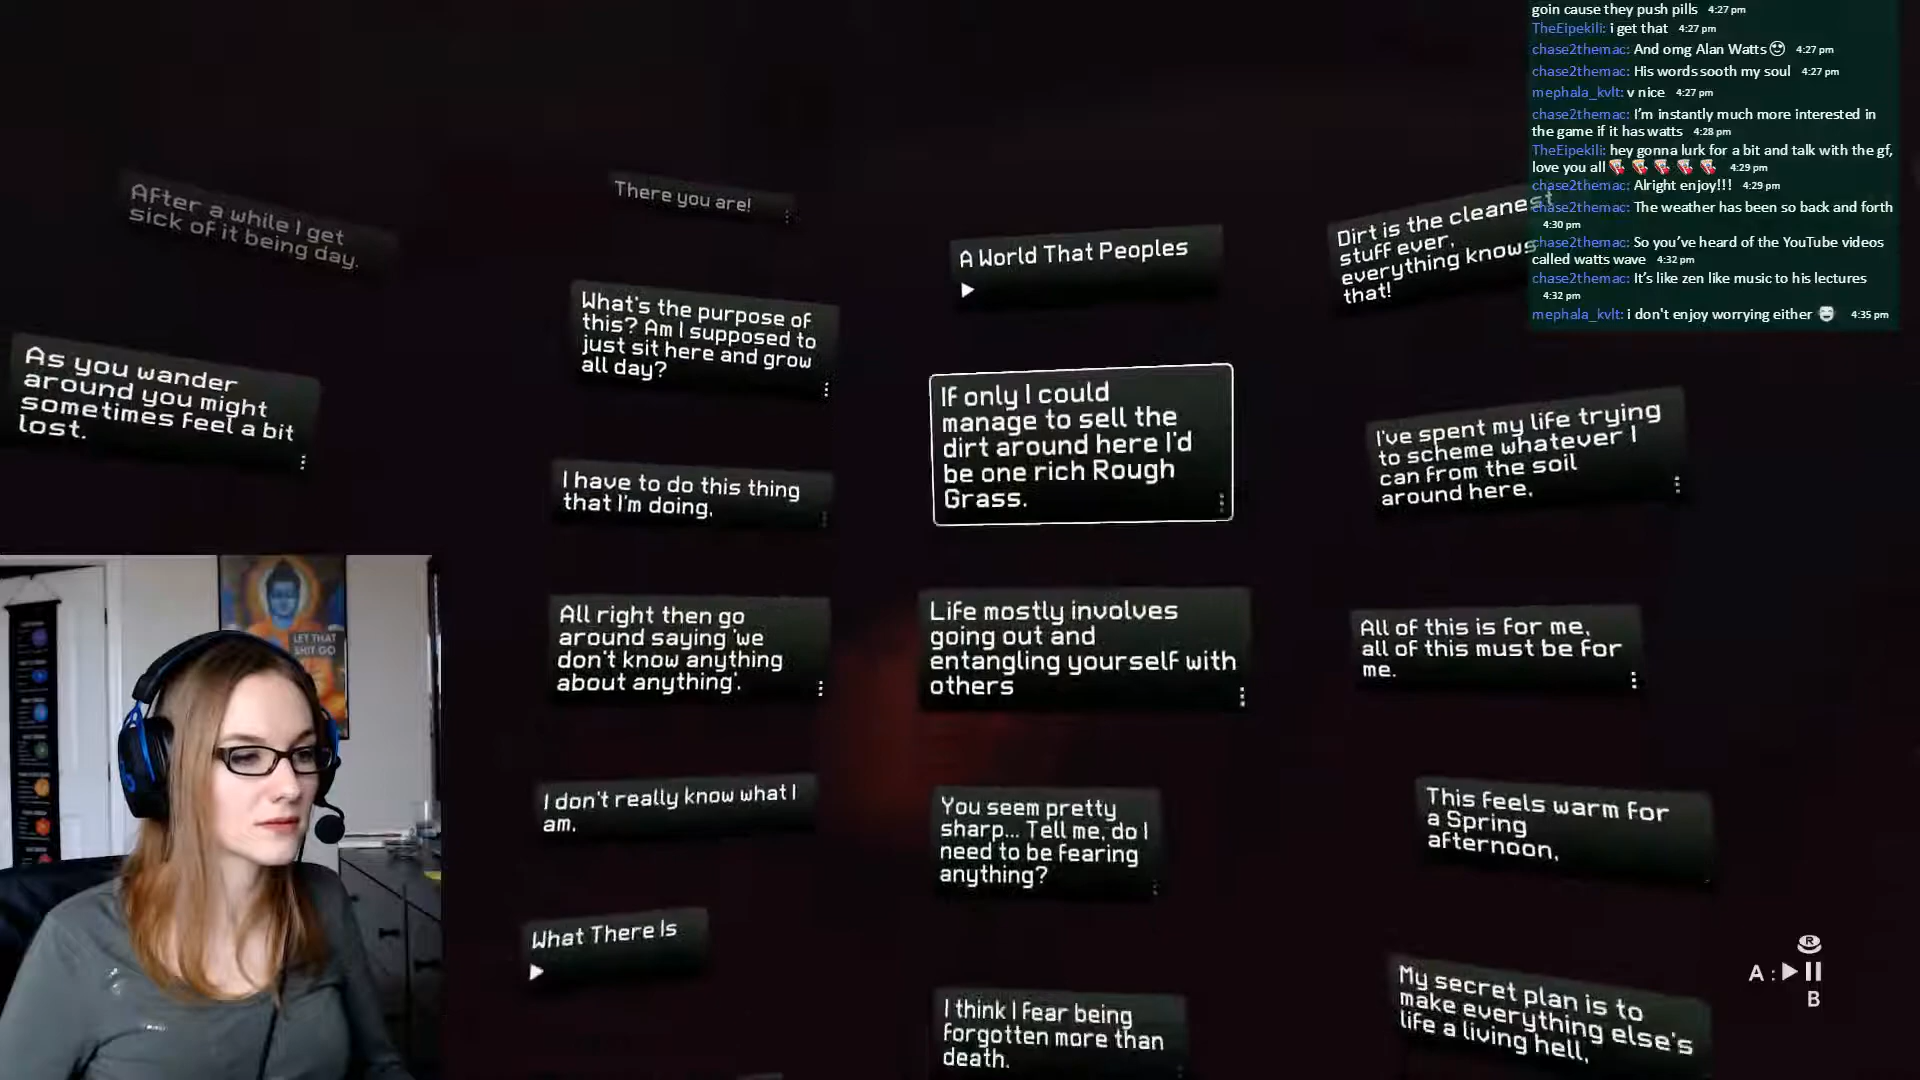 goin cause they push pills 4:27 pm
TheEipekili: i get that 4:27 pm
chase2themac: And omg Alan Watts 4:27 pm
chase2themac: His words sooth my soul 4:27 pm
mephala_kvlt: v nice 4:27 pm
chase2themac: I'm instantly much more interested in
the game if it has watts 4:28 pm
TheEipekili: hey gonna lurk for a bit and talk with the gf,
love you all 4:29 pm
chase2themac: Alright enjoy!!! 4:29 pm
chase2themac: The weather has been so back and forth
4:30 pm
chase2themac: So you've heard of the YouTube videos
called watts wave 4:32 pm
chase2themac: It's like zen like music to his lectures
4:32 pm
mephala_kvlt: i don't enjoy worrying either 4:35 pm
After a while I get
sick of it being day.
As you wander
around you might
sometimes feel a bit
lost.
There you are!
What's the purpose of
this? Am I supposed to
just sit here and grow
all day?
I have to do this thing
that I'm doing.
All right then go
around saying 'we
don't know anything
about anything'.
I don't really know what I
am.
What There Is
A World That Peoples
If only I could
manage to sell the
dirt around here I'd
be one rich Rough
Grass.
Life mostly involves
going out and
entangling yourself with
others
You seem pretty
sharp... Tell me, do I
need to be fearing
anything?
I think I fear being
forgotten more than
death.
Dirt is the cleanest
stuff ever,
everything knows
that!
I've spent my life trying
to scheme whatever I
can from the soil
around here.
All of this is for me,
all of this must be for
me.
This feels warm for
a Spring
afternoon.
My secret plan is to
make everything else's
life a living hell.
LET THAT
SHIT GO
R
A :
B